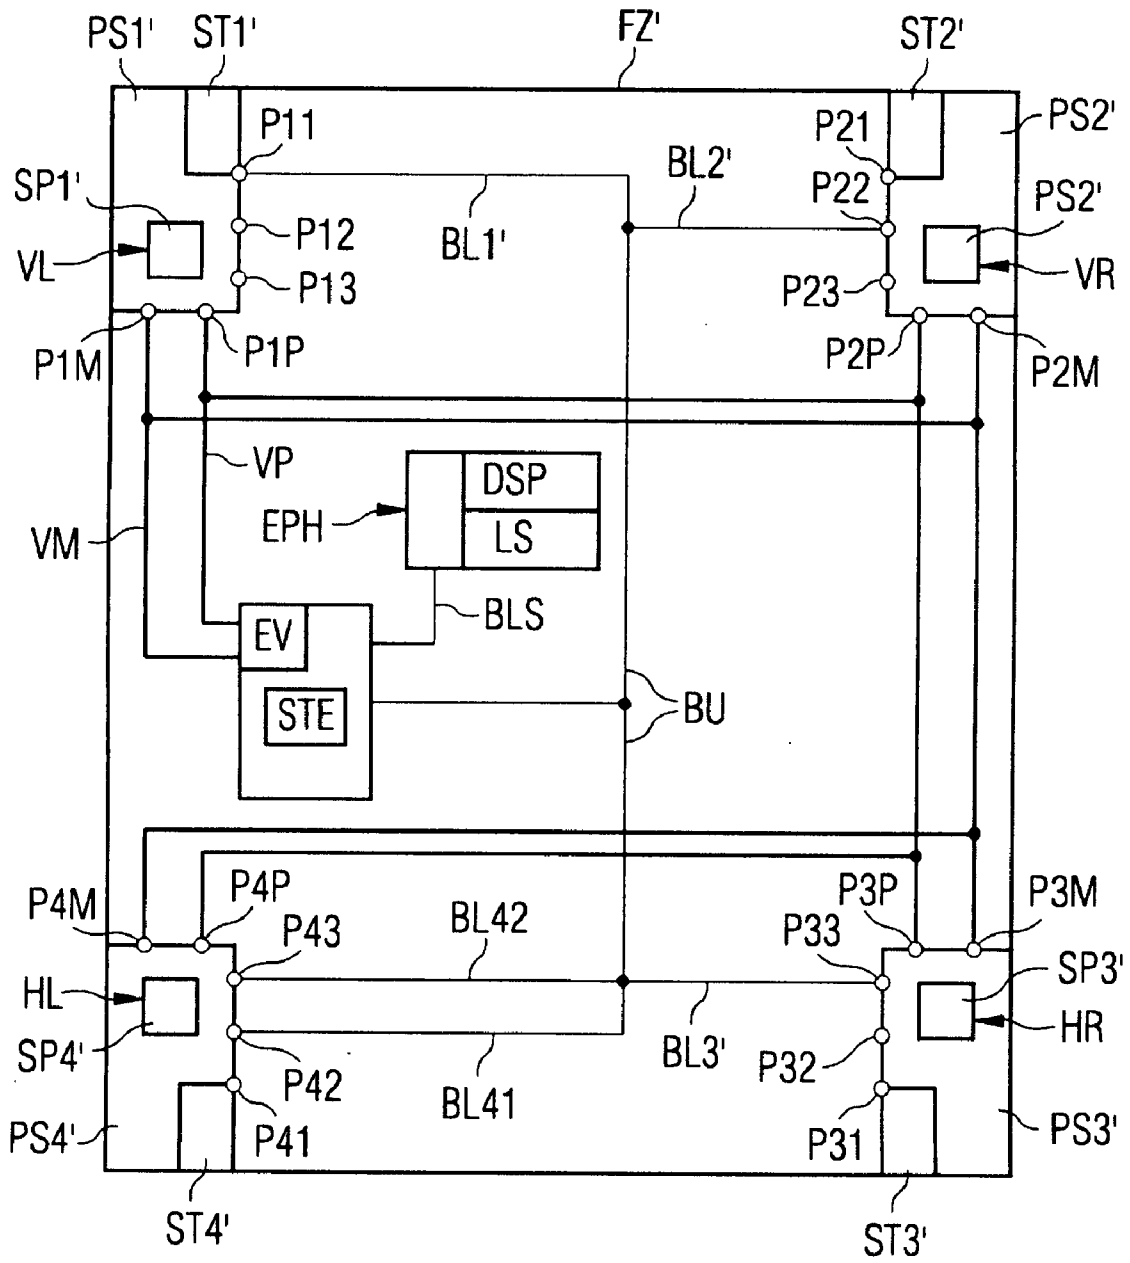 PS1'
ST1'
FZ'
ST2'
P11
P21
PS2'
SP1'
BL2'
P22
PS2'
P12
BL1'
VL
P13
P23
VR
P1M
P1P
P2P
P2M
VP
DSP
EPH
VM
LS
BLS
EV
STE
BU
P4M
P4P
P3P
P3M
P43
BL42
P33
HL
SP3'
SP4'
HR
P42
BL3'
P32
BL41
PS4'
P41
P31
PS3'
ST4'
ST3'